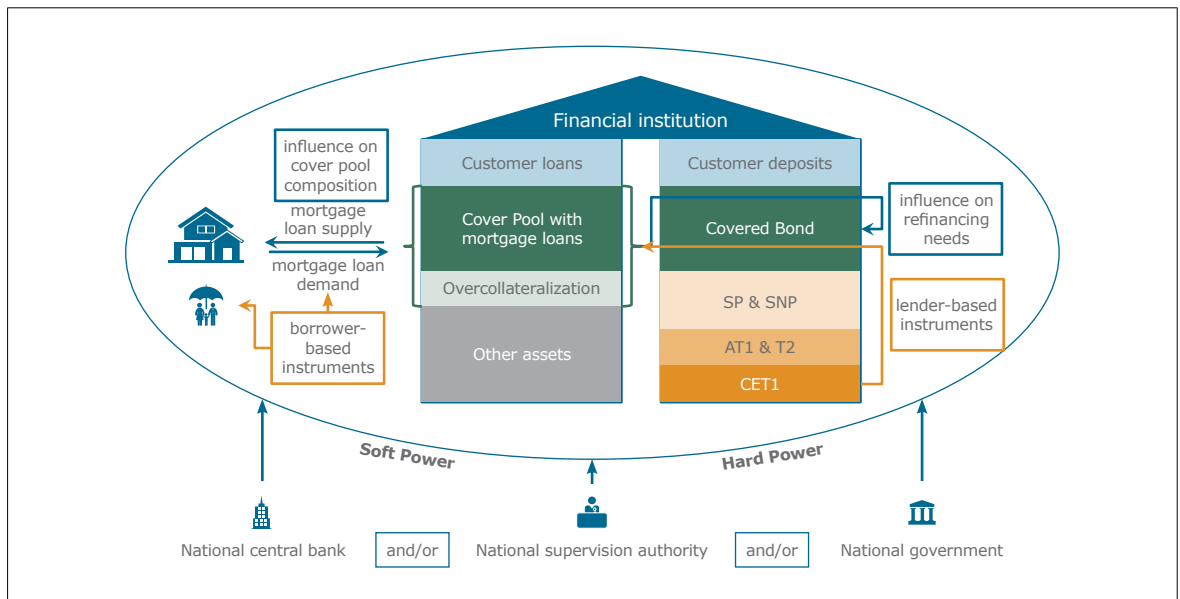 Financial institution
influence on
cover pool
composition
mortgage
loan supply
mortgage loan
demand
borrower-
based
instruments
Customer loans
Cover Pool with
mortgage loans
Overcollateralization
Other assets
Customer deposits
Covered Bond
SP & SNP
AT1 & T2
CET1
influence on
refinancing
needs
lender-based
instruments
Soft Power
Hard Power
National central bank
and/or
National supervision authority
and/or
National government